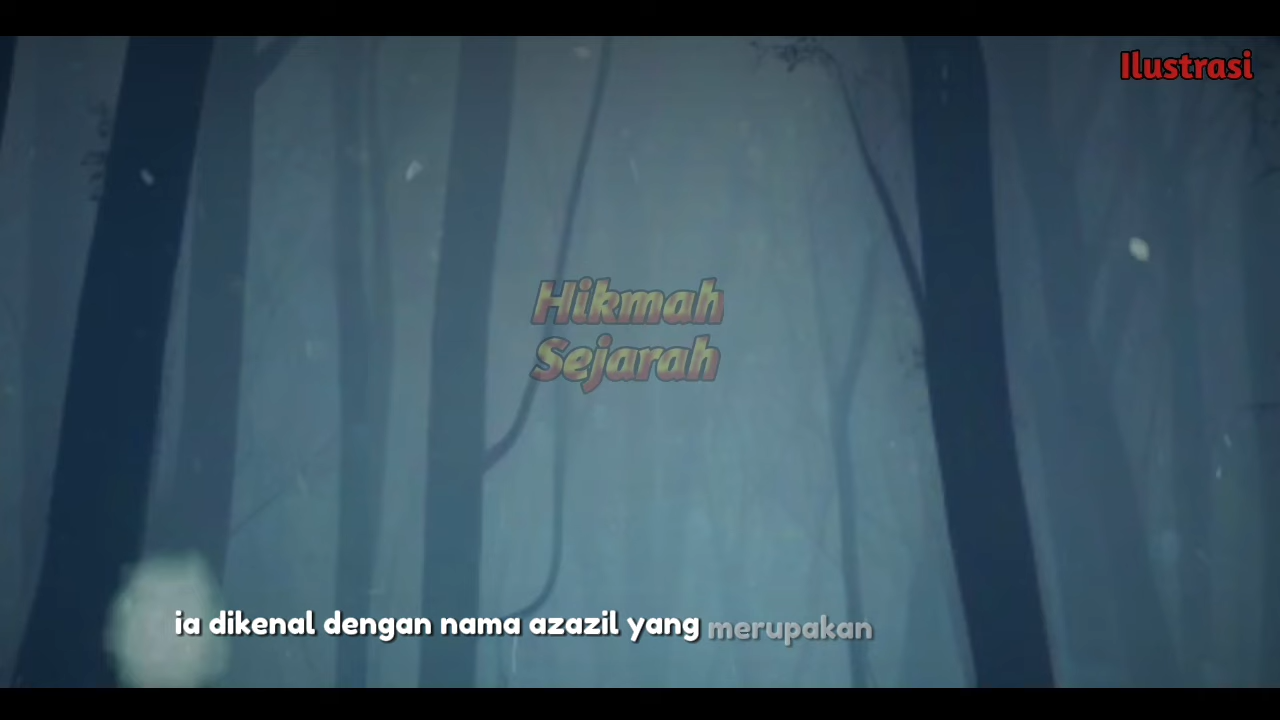 Ilustrasi
Hikmah
Sejarah
ia dikenal dengan nama azazil yang merupakan